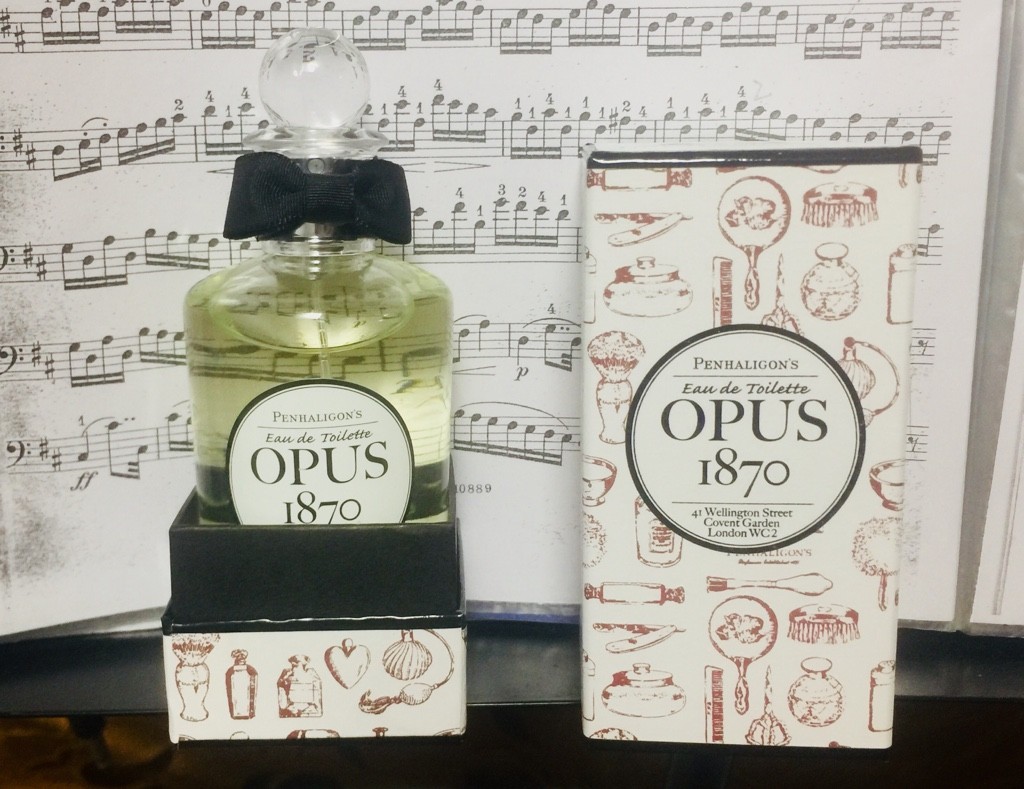 PENHALIGON'S
Eau de Toilette
OPUS
1870
PENHALIGON'S
Eau de Toilette
OPUS
1870
41 Wellington Street
Covent Garden
London WC2
PENHALIGON'S
10889
p
ff